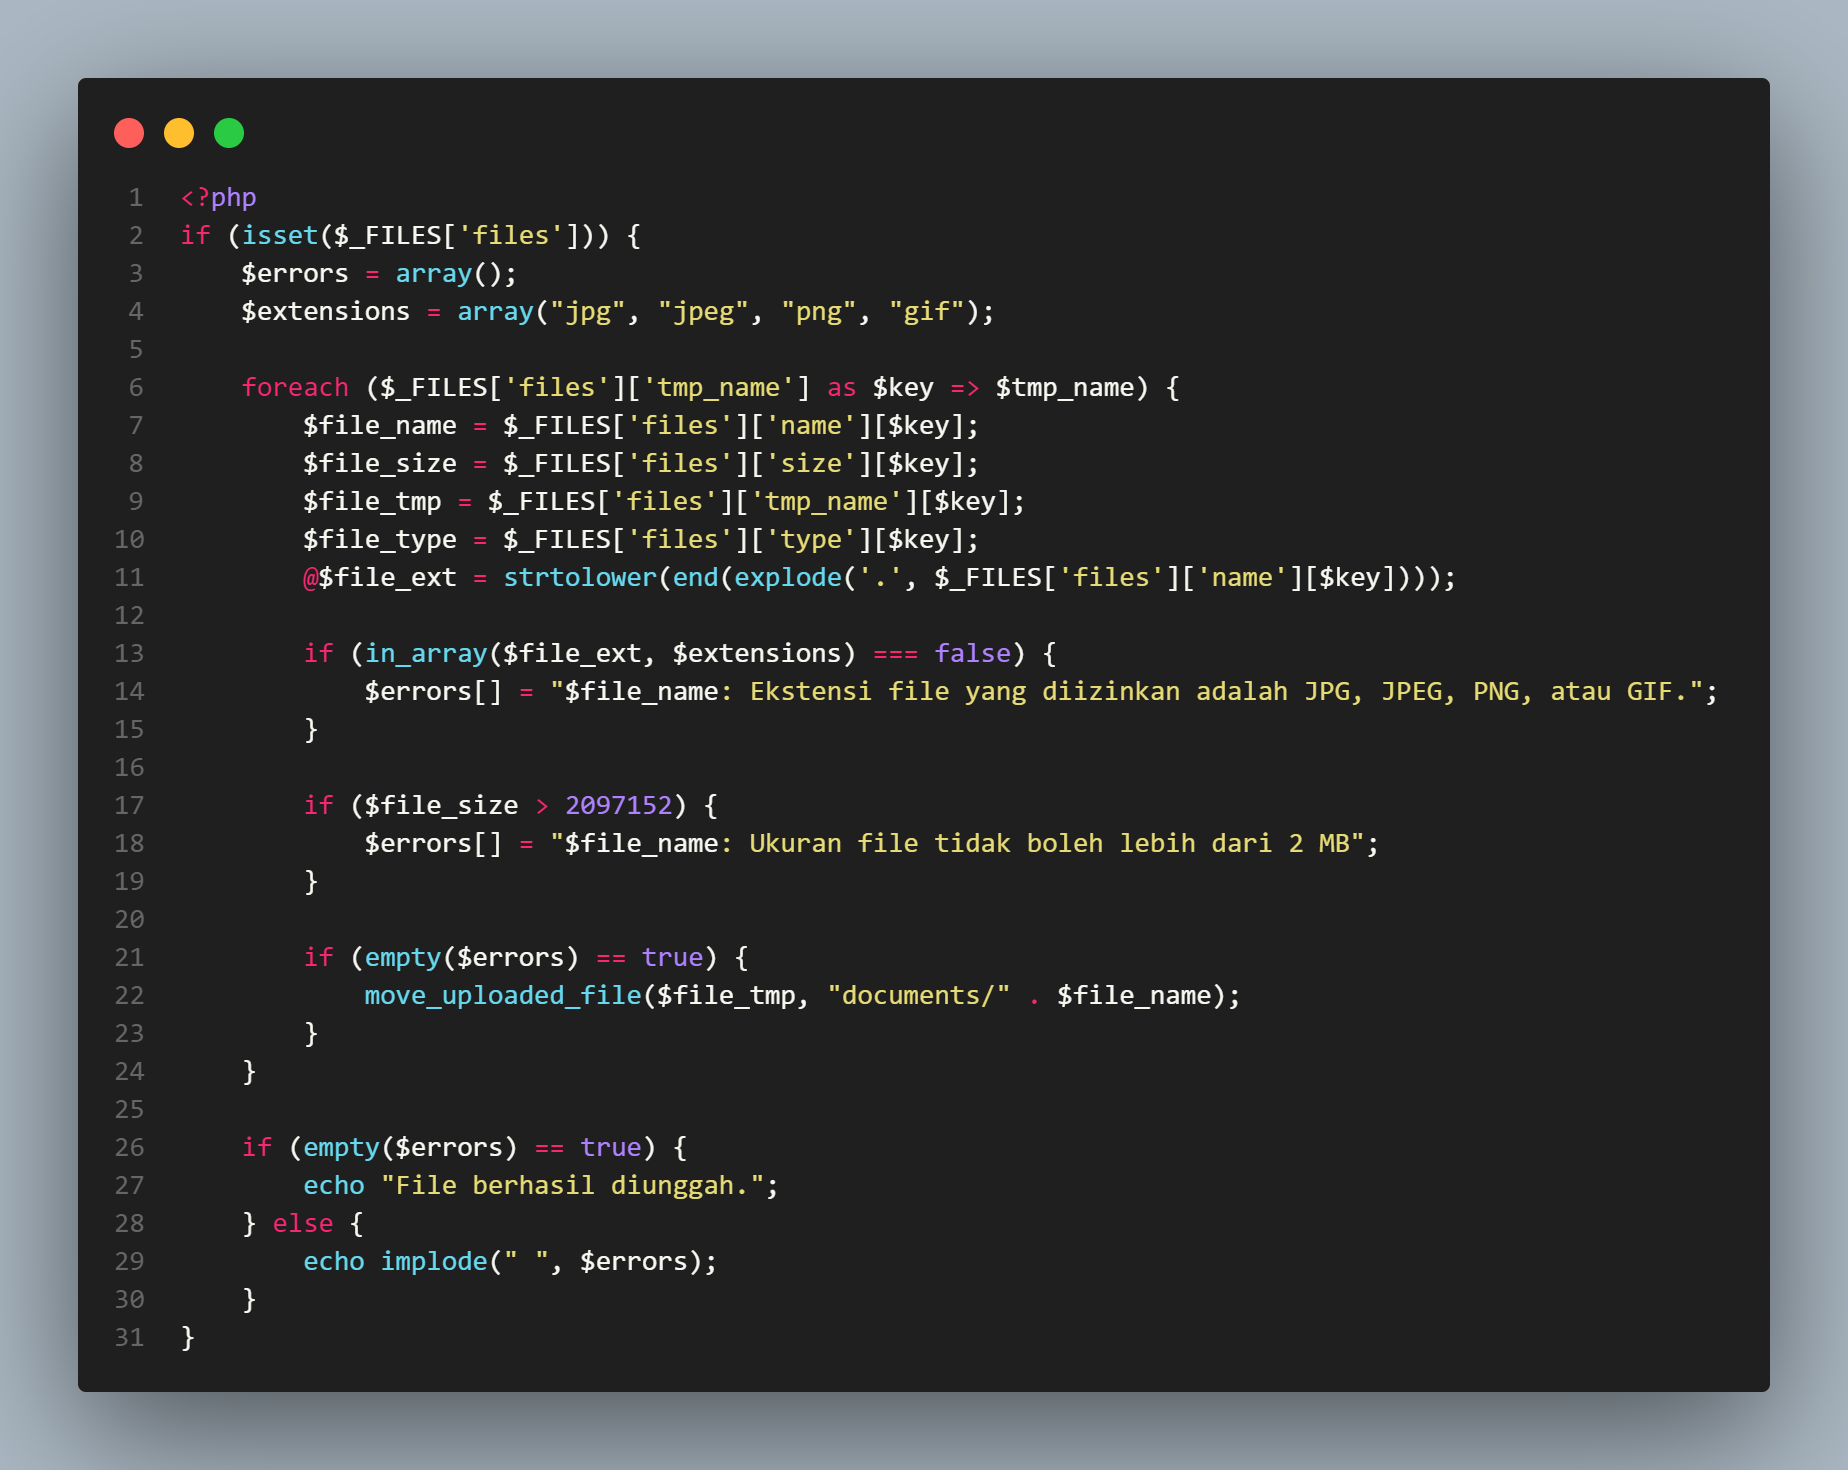 1 <?php
2 if (isset($_FILES['files'])) {
3     $errors = array();
4     $extensions = array("jpg", "jpeg", "png", "gif");
5
6     foreach ($_FILES['files']['tmp_name'] as $key => $tmp_name) {
7         $file_name = $_FILES['files']['name'][$key];
8         $file_size = $_FILES['files']['size'][$key];
9         $file_tmp = $_FILES['files']['tmp_name'][$key];
10         $file_type = $_FILES['files']['type'][$key];
11         @$file_ext = strtolower(end(explode('.', $_FILES['files']['name'][$key])));
12
13         if (in_array($file_ext, $extensions) === false) {
14             $errors[] = "$file_name: Ekstensi file yang diizinkan adalah JPG, JPEG, PNG, atau GIF.";
15         }
16
17         if ($file_size > 2097152) {
18             $errors[] = "$file_name: Ukuran file tidak boleh lebih dari 2 MB";
19         }
20
21         if (empty($errors) == true) {
22             move_uploaded_file($file_tmp, "documents/" . $file_name);
23         }
24     }
25
26     if (empty($errors) == true) {
27         echo "File berhasil diunggah.";
28     } else {
29         echo implode(" ", $errors);
30     }
31 }